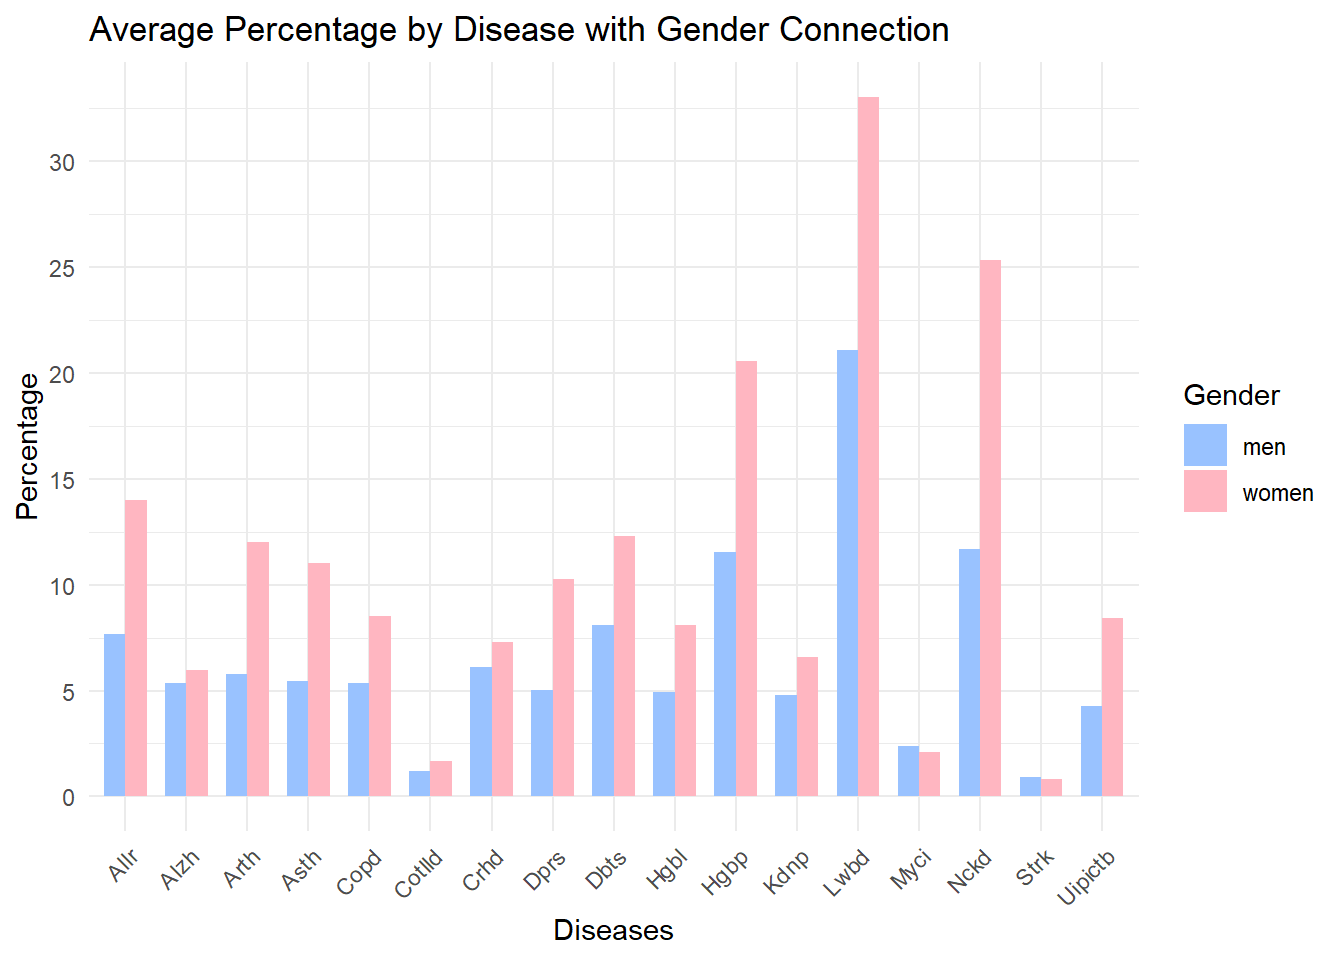 Average Percentage by Disease with Gender Connection
Percentage
30
25
20
15
10
5
0
Allr
Alzh
Arth
Asth
Copd
Cotlld
Crhd
Dprs
Dbts
Hgbl
Hgbp
Kdnp
Lwbd
Myci
Nckd
Strk
Uipictb
Diseases
Gender
men
women